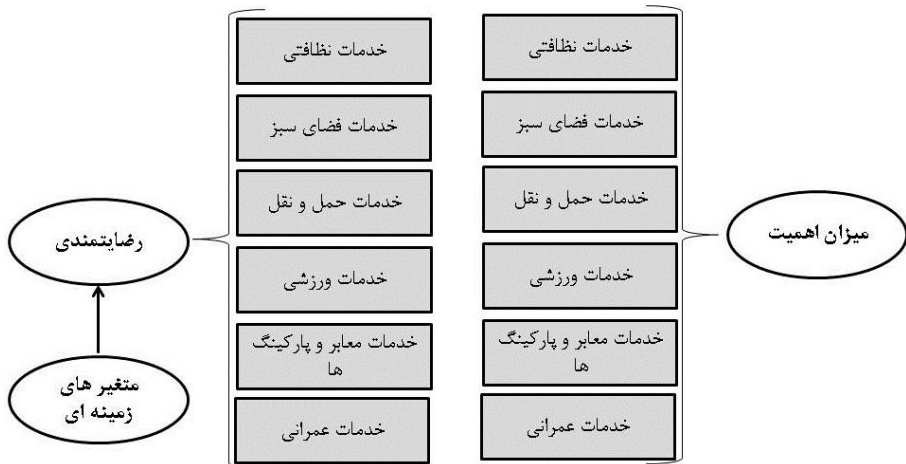 خدمات نظافتی
خدمات فضای سبز
خدمات حمل و نقل
خدمات ورزشی
خدمات معابر و پارکینگ
ها
خدمات عمرانی
میزان اهمیت
خدمات نظافتی
خدمات فضای سبز
خدمات حمل و نقل
خدمات ورزشی
خدمات معابر و پارکینگ
ها
خدمات عمرانی
رضایتمندی
متغیر های
زمینه ای